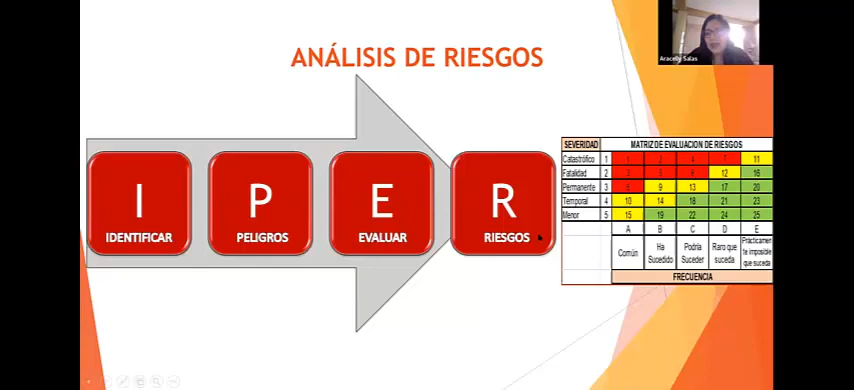 Aracelly Salas
ANÁLISIS DE RIESGOS
I
IDENTIFICAR
P
PELIGROS
E
EVALUAR
R
RIESGOS
SEVERIDAD MATRIZ DE EVALUACION DE RIESGOS
Catastrófico 1 1 2 4 7 11
Fatalidad 2 3 5 8 12 16
Permanente 3 6 9 13 17 20
Temporal 4 10 14 18 21 23
Menor 5 15 19 22 24 25
A B C D E
Común
Ha
Sucedido
Podría
Suceder
Raro que
suceda
Prácticamen
te imposible
que suceda
FRECUENCIA